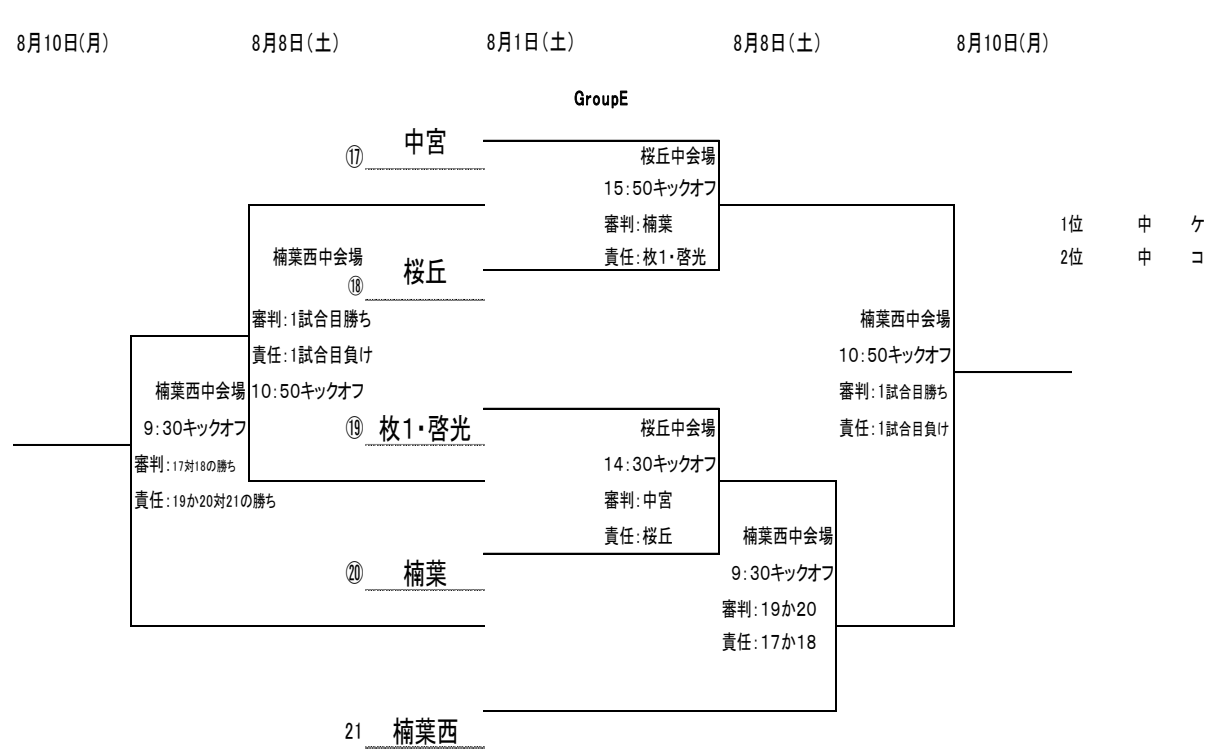 8月10日(月) 8月8日(土) 8月1日(土) 8月8日(土) 8月10日(月)
GroupE
⑰ 中宮
桜丘中会場
15:50キックオフ
審判:楠葉
責任:枚1・啓光
1位 中 ケ
2位 中 コ
楠葉西中会場
⑱ 桜丘
審判:1試合目勝ち
責任:1試合目負け
10:50キックオフ
楠葉西中会場
10:50キックオフ
審判:1試合目勝ち
責任:1試合目負け
楠葉西中会場
9:30キックオフ
審判:17対18の勝ち
責任:19か20対21の勝ち
⑲ 枚1・啓光
桜丘中会場
14:30キックオフ
審判:中宮
責任:桜丘
⑳ 楠葉
楠葉西中会場
9:30キックオフ
審判:19か20
責任:17か18
21 楠葉西